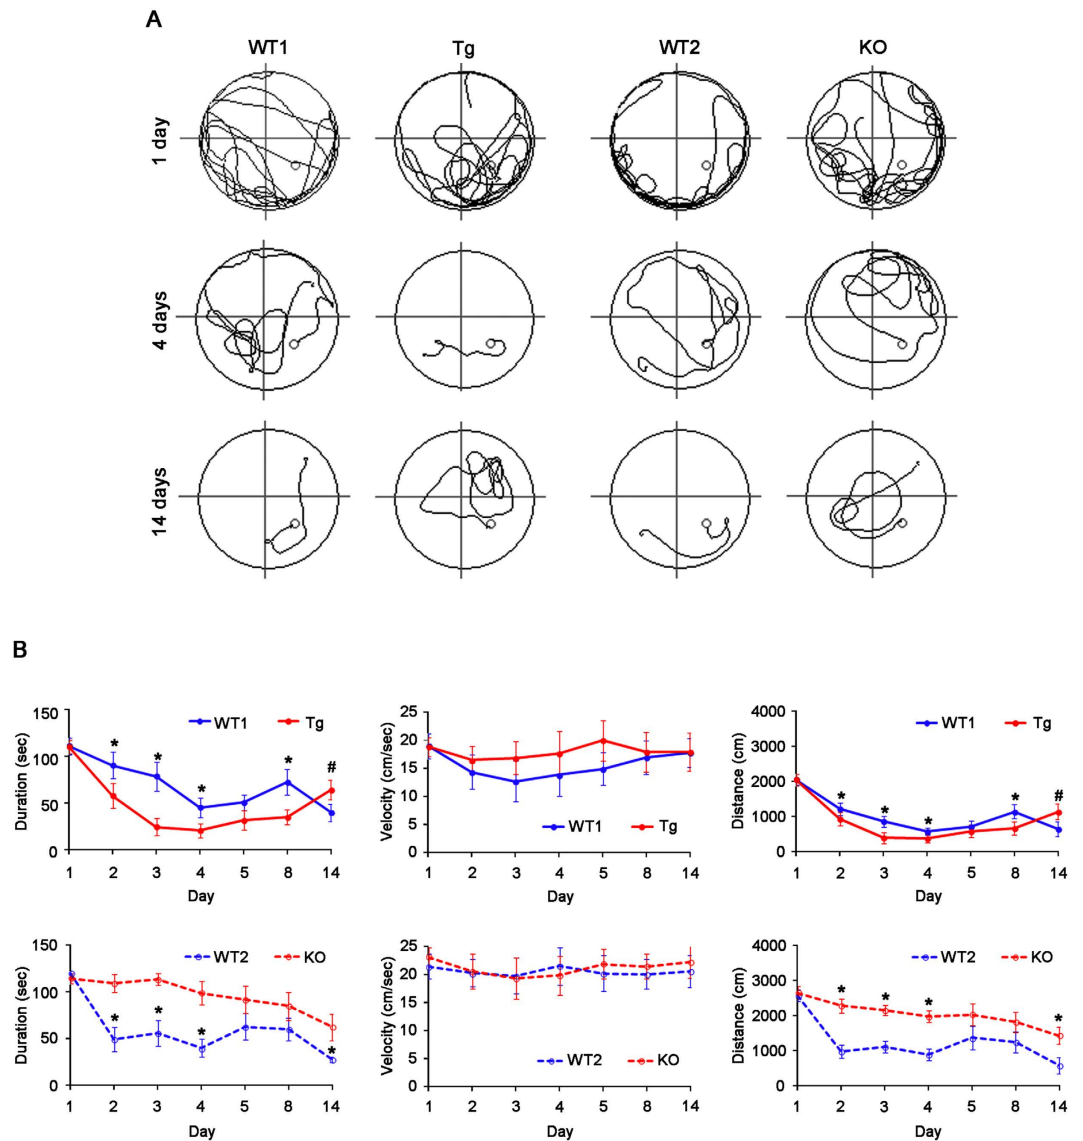 A
WT1 Tg WT2 KO
1 day
4 days
14 days
B
Duration (sec)
150
100
50
0
WT1 Tg
* * * * #
1 2 3 4 5 8 14
Day
Velocity (cm/sec)
25
20
15
10
5
0
WT1 Tg
1 2 3 4 5 8 14
Day
Distance (cm)
4000
3000
2000
1000
0
WT1 Tg
* * * * #
1 2 3 4 5 8 14
Day
Duration (sec)
150
100
50
0
WT2 KO
* * * *
1 2 3 4 5 8 14
Day
Velocity (cm/sec)
25
20
15
10
5
0
WT2 KO
1 2 3 4 5 8 14
Day
Distance (cm)
4000
3000
2000
1000
0
WT2 KO
* * * *
1 2 3 4 5 8 14
Day